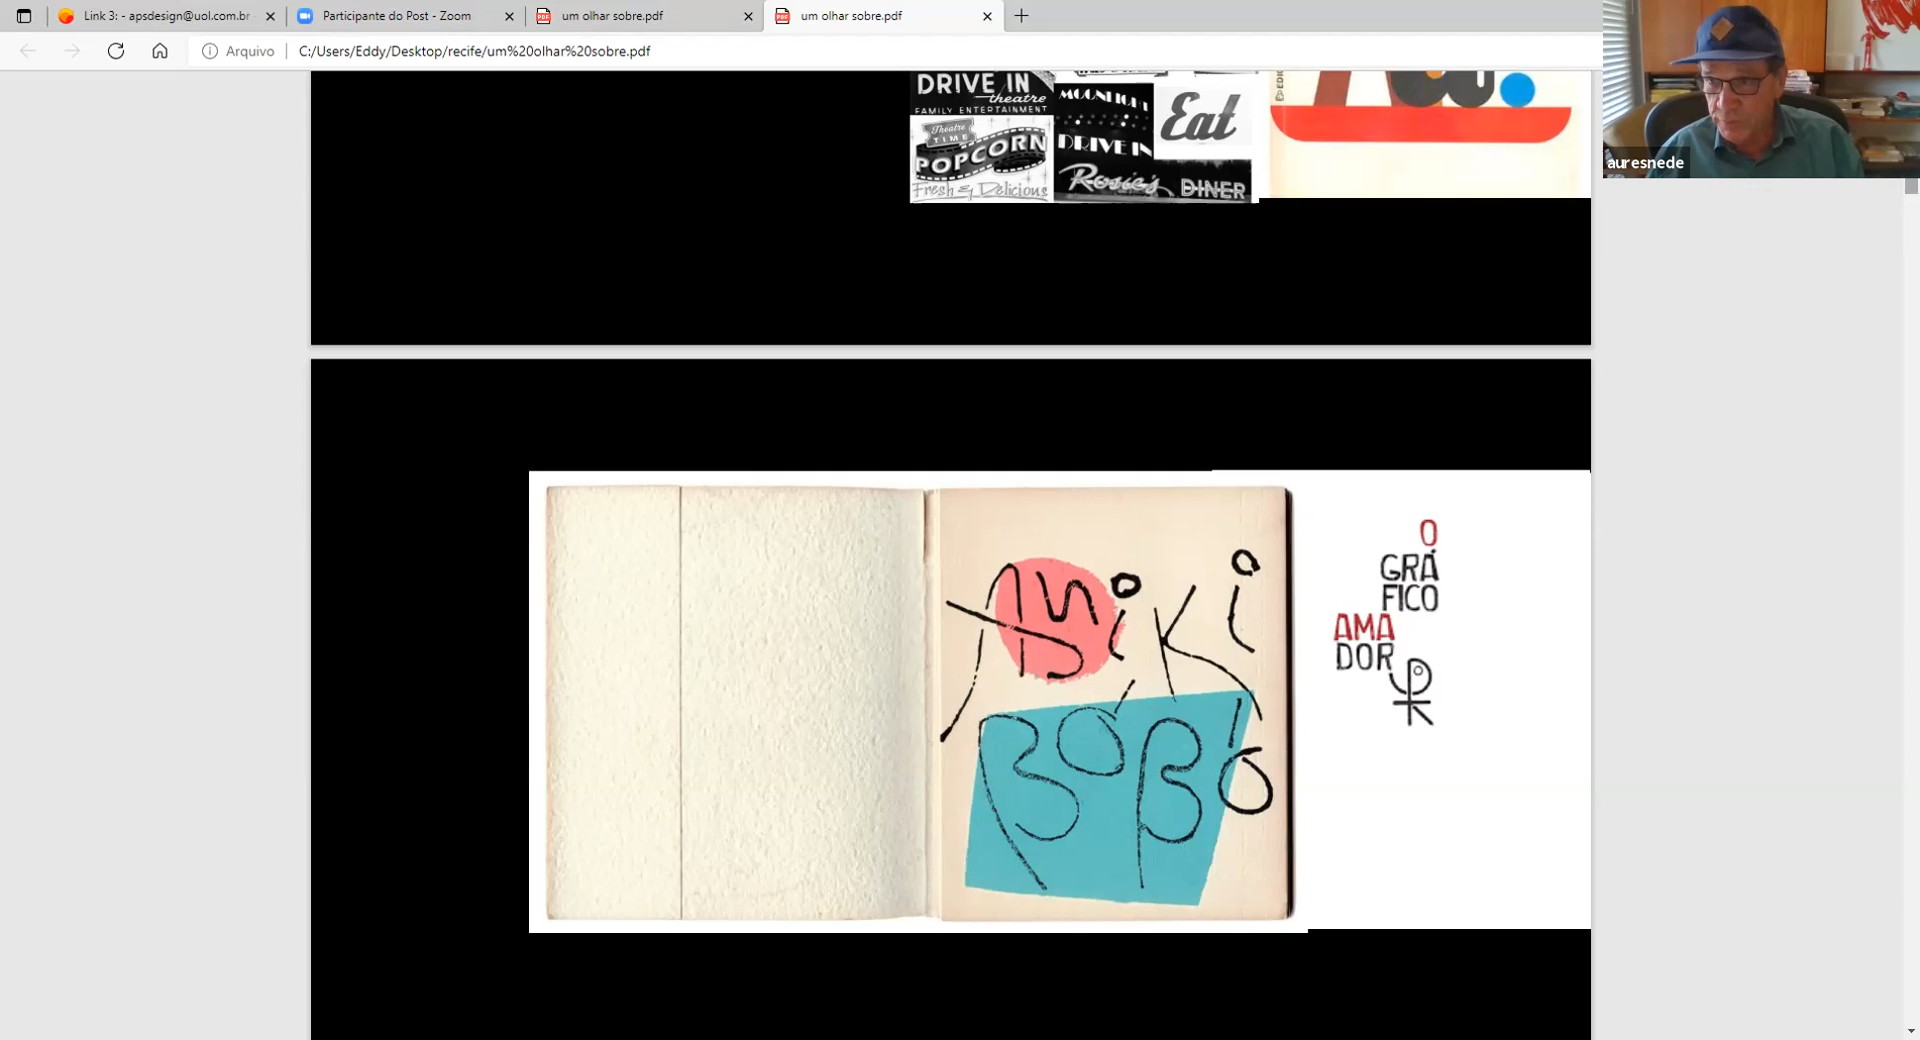 Link 3: - apsdesign@uol.com.br
Participante do Post - Zoom
um olhar sobre.pdf
um olhar sobre.pdf
Arquivo
C:/Users/Eddy/Desktop/recife/um%20olhar%20sobre.pdf
auresnede
DRIVE IN
theatre
FAMILY ENTERTAINMENT
Theatre
TIME
POPCORN
Fresh & Delicious
MOONLIGHT
DRIVE IN
Eat
Rosie's DINER
ANiKi
BÓBÓ
O
GRÁ
FICO
AMA
DOR